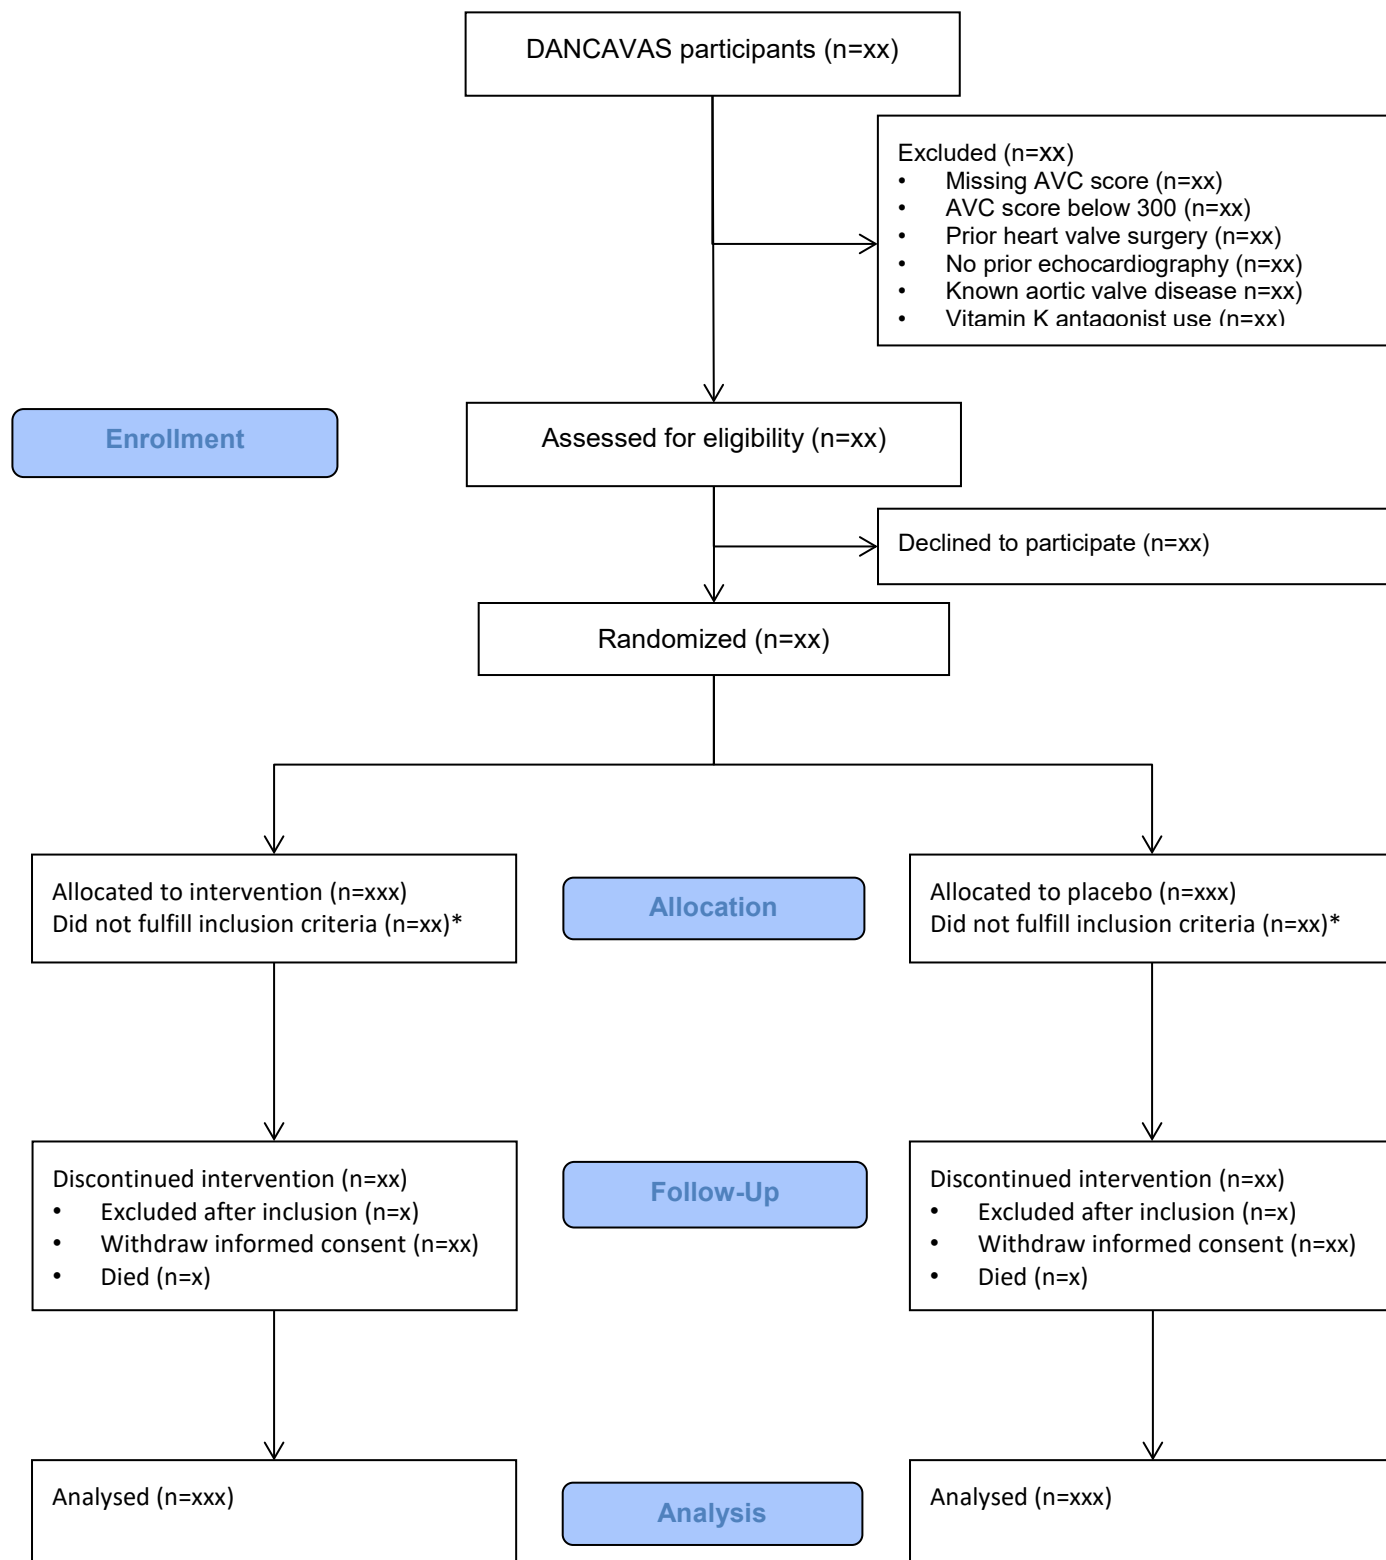 DANCAVAS participants (n=xx)
Excluded (n=xx)
• Missing AVC score (n=xx)
• AVC score below 300 (n=xx)
• Prior heart valve surgery (n=xx)
• No prior echocardiography (n=xx)
• Known aortic valve disease n=xx)
• Vitamin K antagonist use (n=xx)
Enrollment
Assessed for eligibility (n=xx)
Declined to participate (n=xx)
Randomized (n=xx)
Allocated to intervention (n=xxx)
Did not fulfill inclusion criteria (n=xx)*
Allocation
Allocated to placebo (n=xxx)
Did not fulfill inclusion criteria (n=xx)*
Discontinued intervention (n=xx)
• Excluded after inclusion (n=x)
• Withdraw informed consent (n=xx)
• Died (n=x)
Follow-Up
Discontinued intervention (n=xx)
• Excluded after inclusion (n=x)
• Withdraw informed consent (n=xx)
• Died (n=x)
Analysed (n=xxx)
Analysis
Analysed (n=xxx)